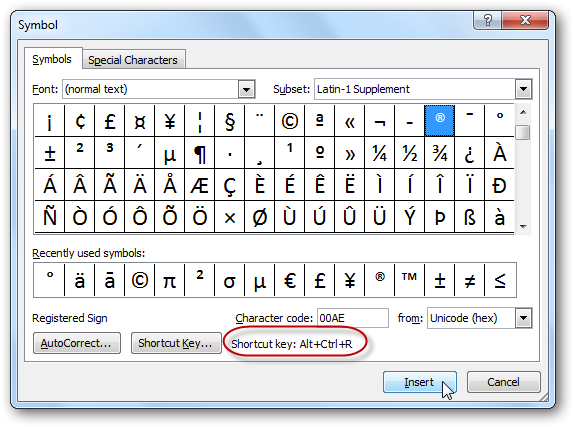 Symbol
Symbols Special Characters
Font: (normal text) Subset: Latin-1 Supplement
¡ ¢ £ ¤ ¥ ¦ § ¨ © ª « ¬ - ® ¯ °
± ² ³ ´ µ ¶ · ¸ ¹ º » ¼ ½ ¾ ¿ À
Á Â Ã Ä Å Æ Ç È É Ê Ë Ì Í Î Ï Ð
Ñ Ò Ó Ô Õ Ö × Ø Ù Ú Û Ü Ý Þ ß à
Recently used symbols:
° ä ã © π ² σ µ € £ ¥ ® ™ ± ≠ ≤
Registered Sign Character code: 00AE from: Unicode (hex)
AutoCorrect... Shortcut Key... Shortcut key: Alt+Ctrl+R
Insert Cancel